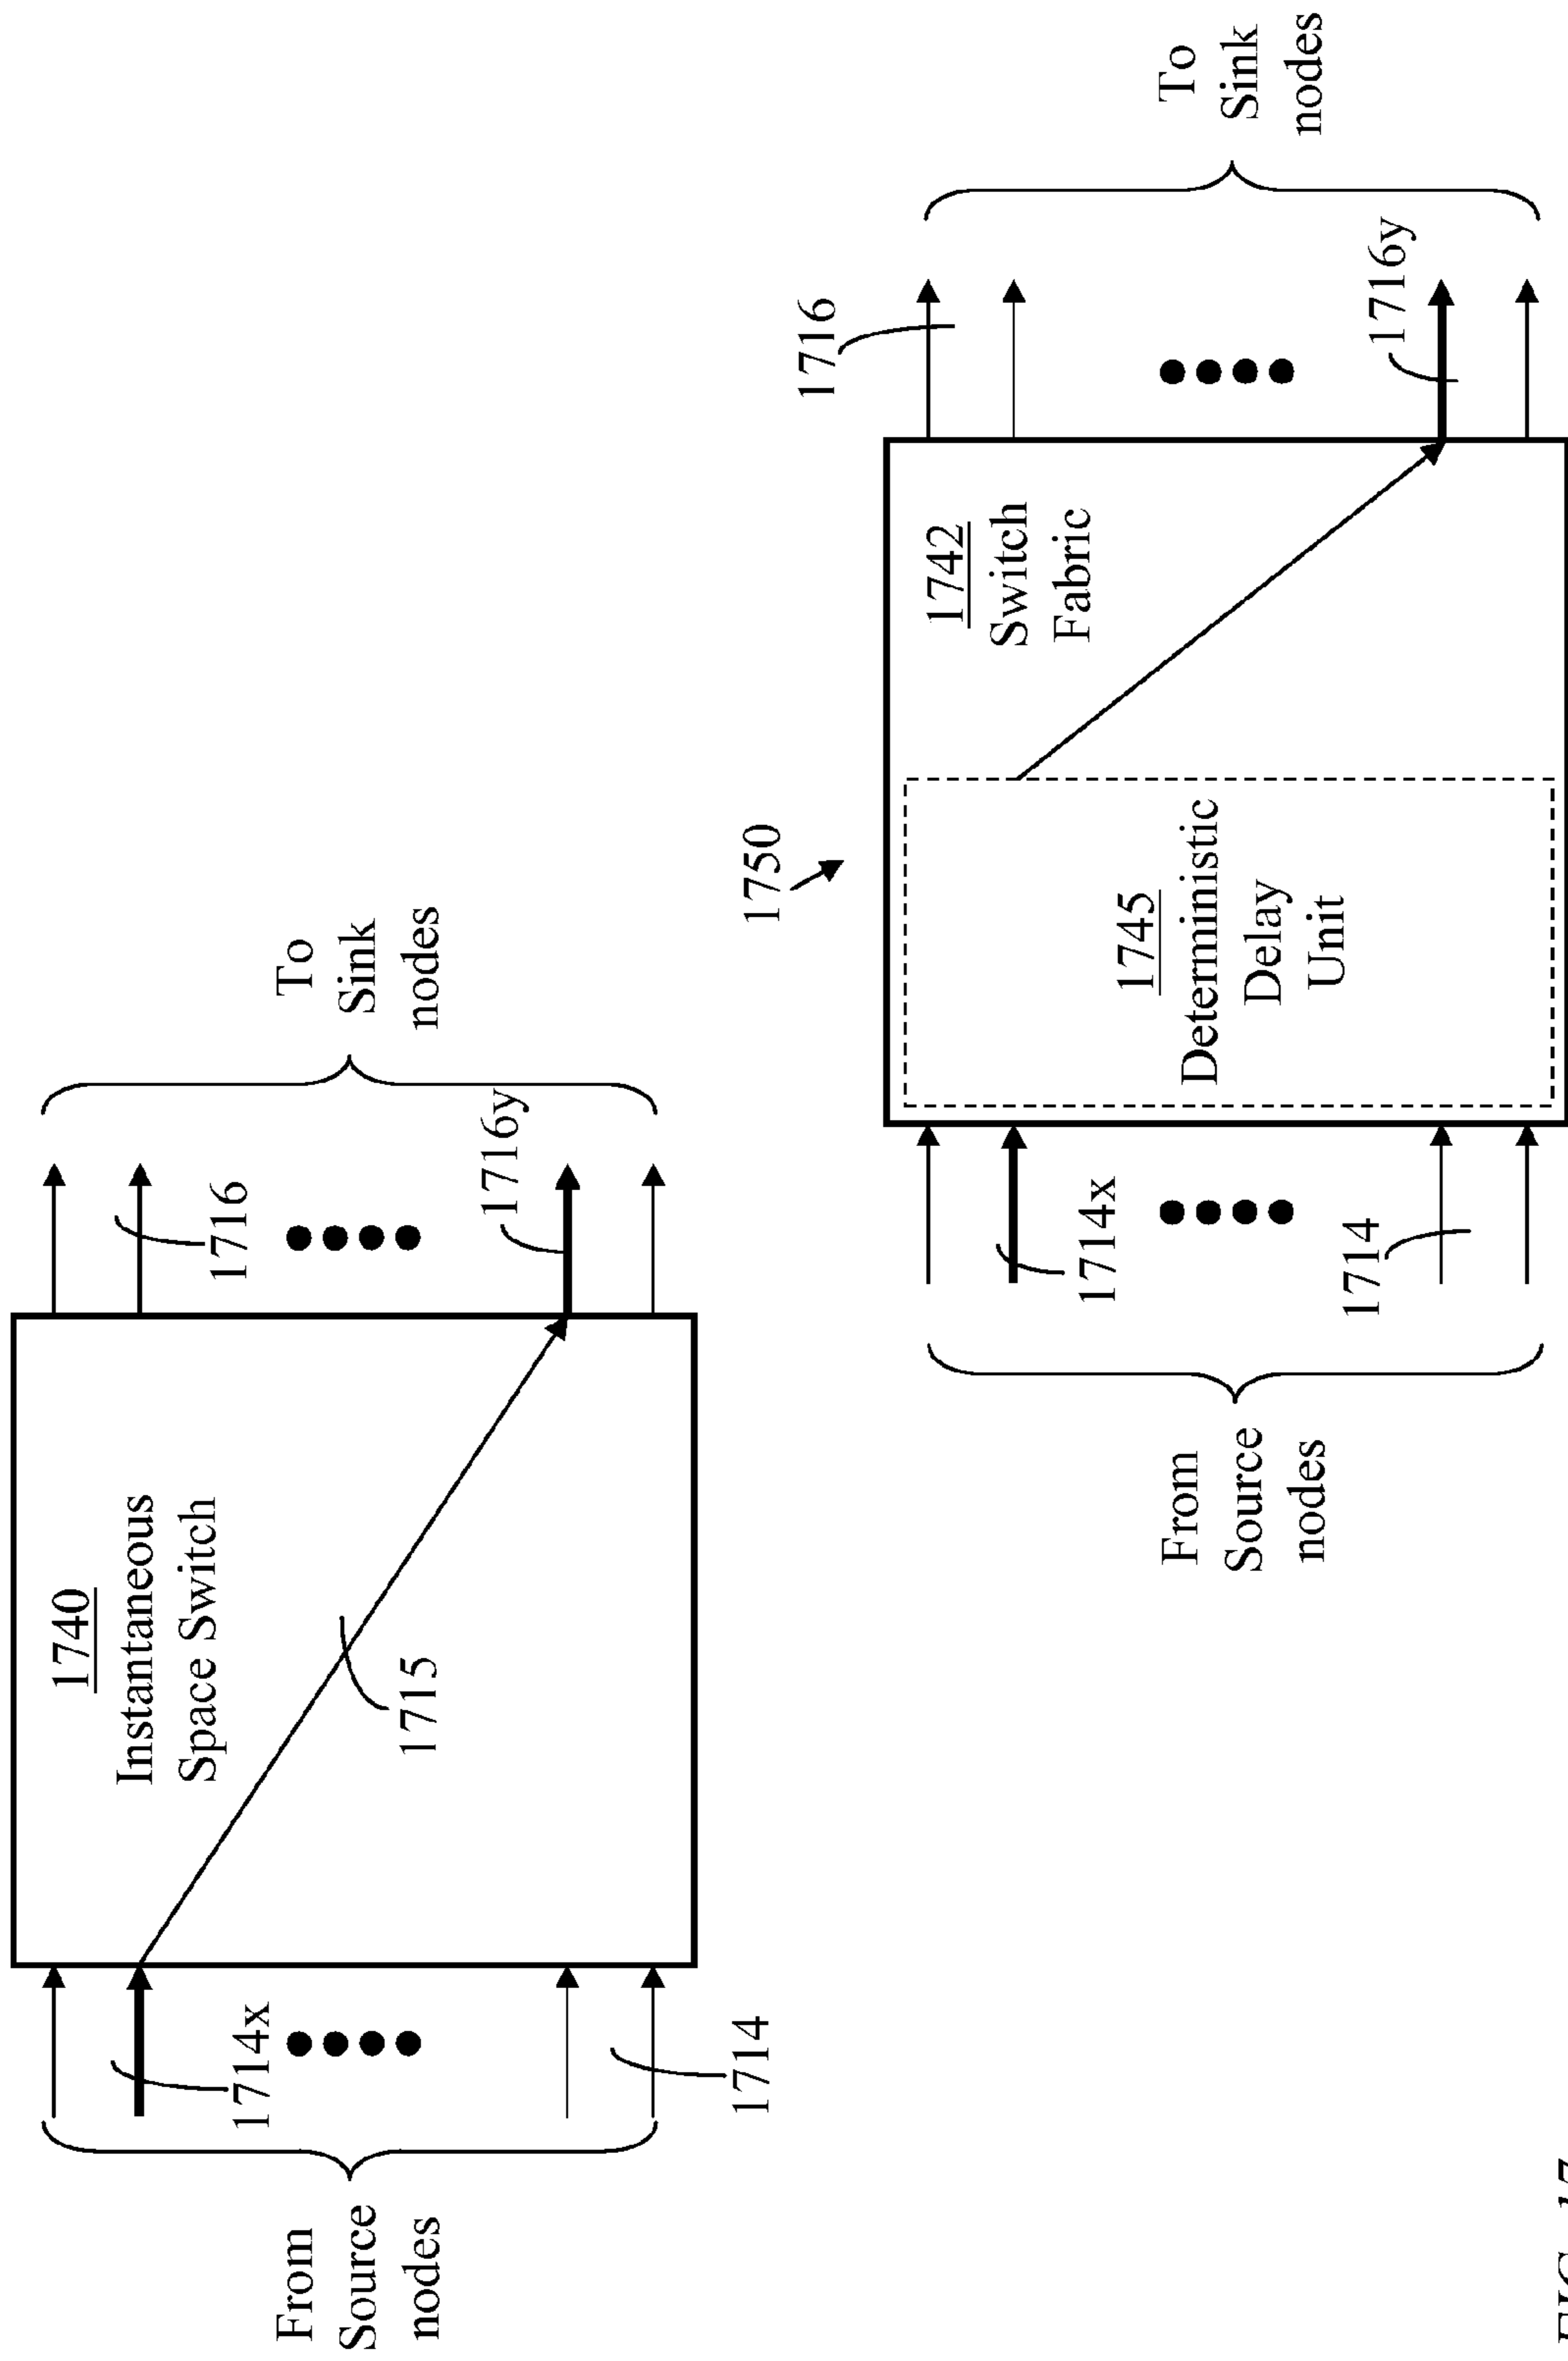 From
Source
nodes
1714x
1714
1740
Instantaneous
Space Switch
1715
1716
1716y
To
Sink
nodes
1750
From
Source
nodes
1714x
1714
1745
Deterministic
Delay
Unit
1742
Switch
Fabric
1716
1716y
To
Sink
nodes
FIG. 17